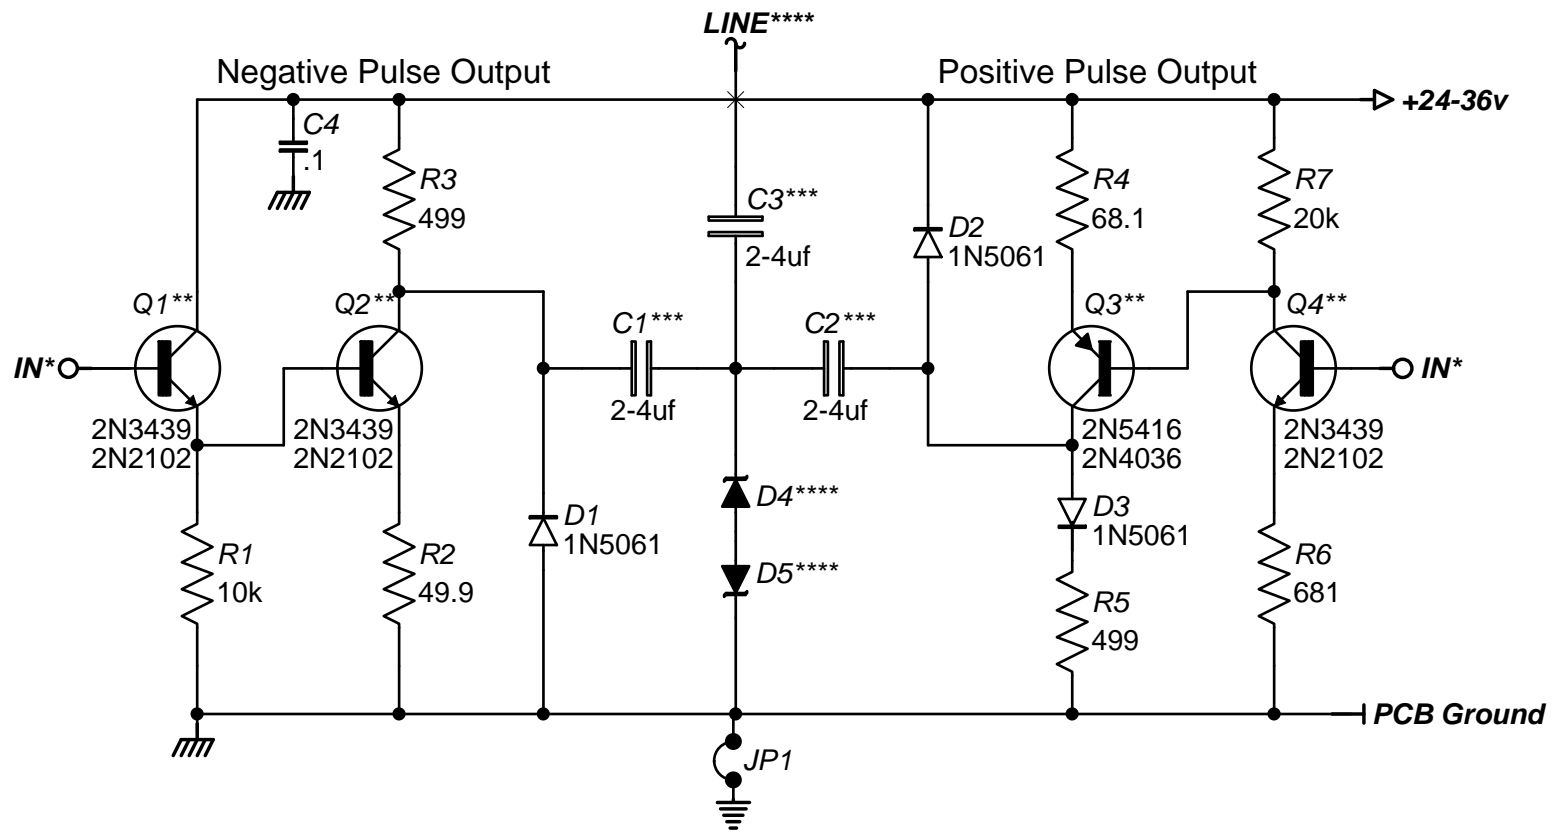 LINE****
Negative Pulse Output
Positive Pulse Output
+24-36v
C4
.1
R3
499
C3***
2-4uf
D2
1N5061
R4
68.1
R7
20k
Q1**
Q2**
C1***
C2***
Q3**
Q4**
IN*
IN*
2-4uf
2-4uf
2N3439
2N2102
2N3439
2N2102
2N5416
2N4036
2N3439
2N2102
D4****
D1
1N5061
D3
1N5061
R1
10k
R2
49.9
D5****
R5
499
R6
681
PCB Ground
JP1